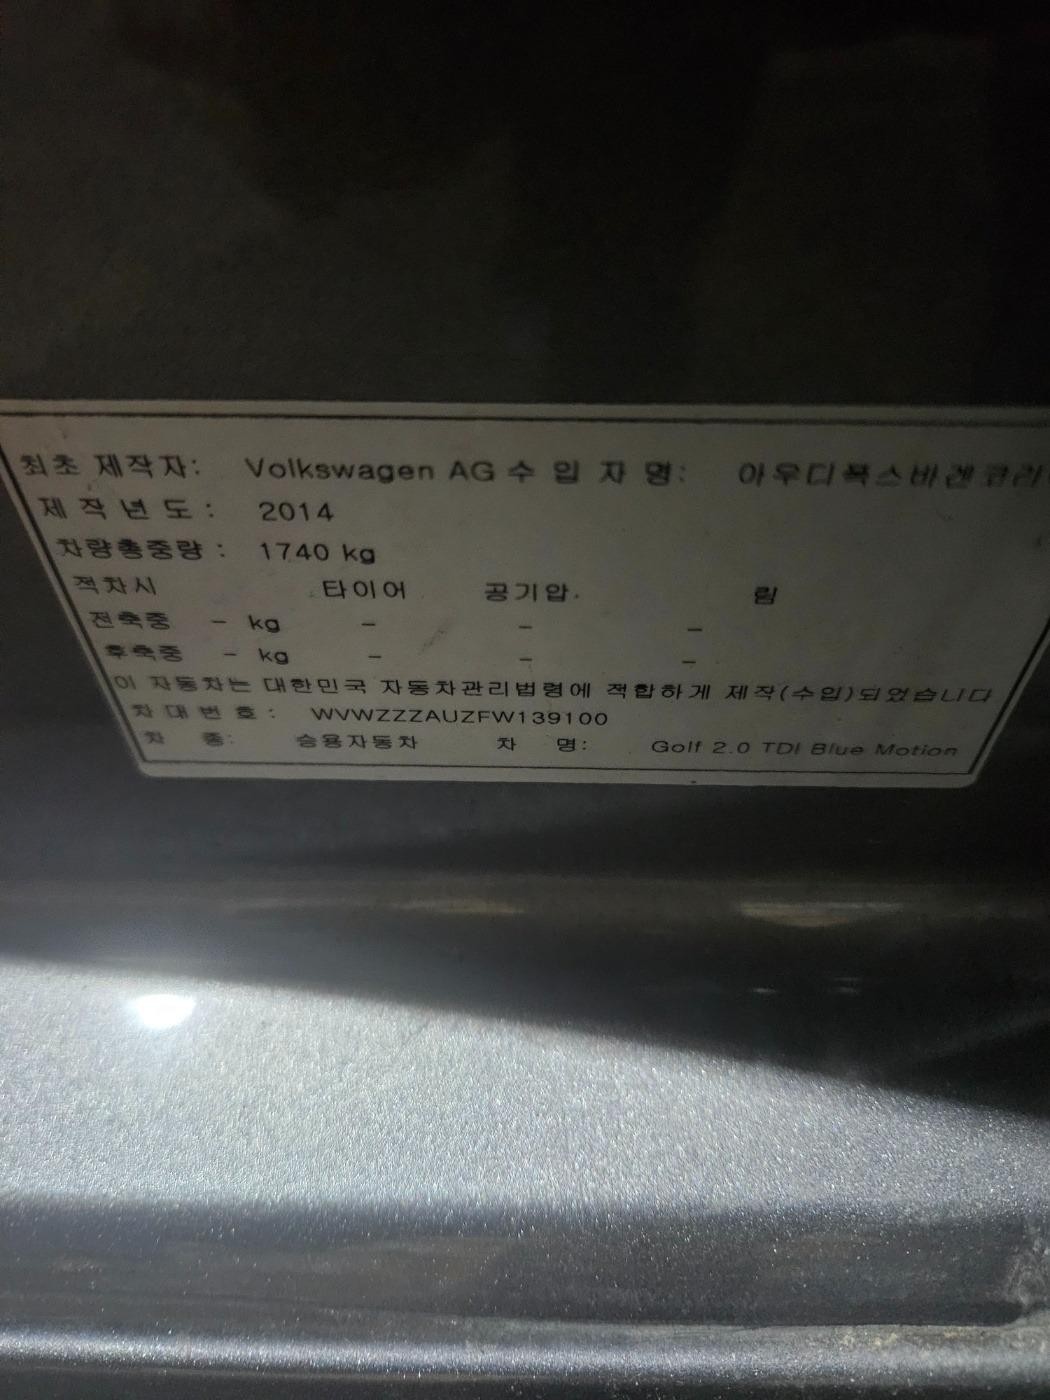 최초 제작자: Volkswagen AG 수 입 자 명: 아우디폭스바겐코리
제 작 년 도 : 2014
차량총중량 : 1740 kg
적차시 타이어 공기압. 림
전축중 - kg - - -
후축중 - kg - - -
이 자동차는 대한민국 자동차관리법령에 적합하게 제작(수입)되었습니다
차 대 번 호 : WVWZZZAUZFW139100
차 종: 승용자동차 차 명: Golf 2.0 TDI Blue Motion